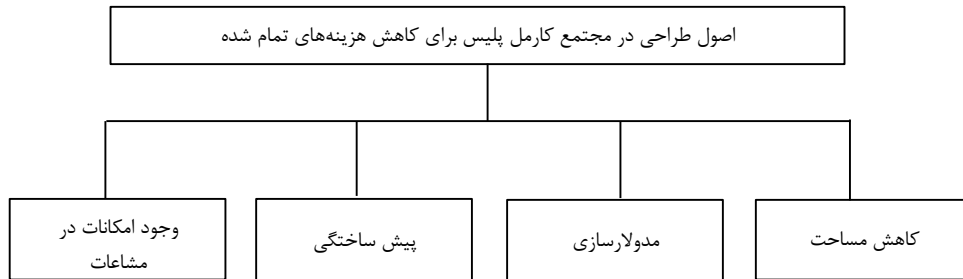 اصول طراحی در مجتمع کارمل پلیس برای کاهش هزینه‌های تمام شده
کاهش مساحت
مدولارسازی
پیش ساختگی
وجود امکانات در
مشاعات